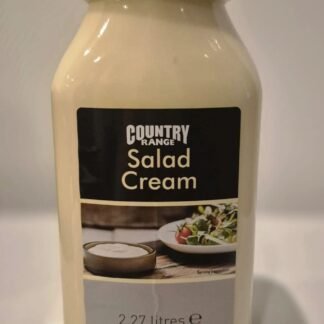 COUNTRY
RANGE
Salad
Cream
2.27 litres ℮